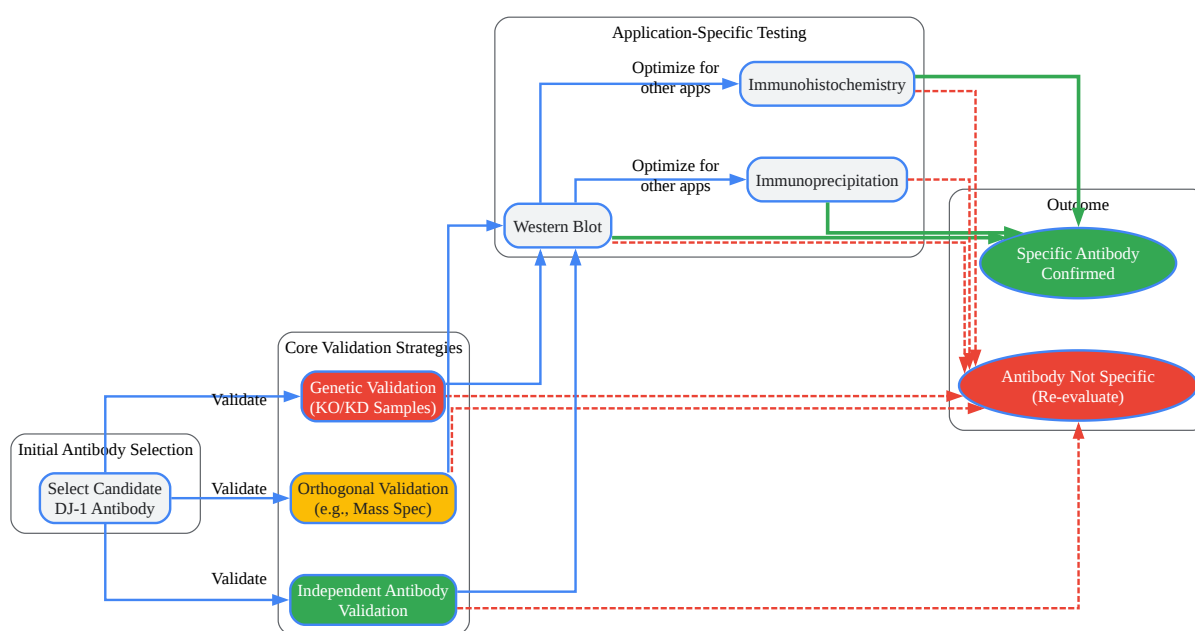 Application-Specific Testing
Optimize for
other apps
Immunohistochemistry
Optimize for
other apps
Immunoprecipitation
Western Blot
Outcome
Specific Antibody
Confirmed
Core Validation Strategies
Validate
Genetic Validation
(KO/KD Samples)
Antibody Not Specific
(Re-evaluate)
Initial Antibody Selection
Select Candidate
DJ-1 Antibody
Validate
Orthogonal Validation
(e.g., Mass Spec)
Validate
Independent Antibody
Validation